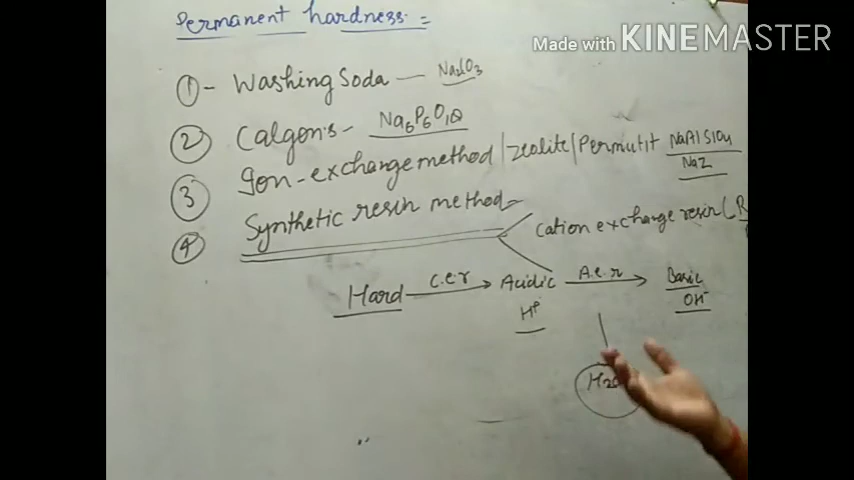 Permanent hardness =
Made with KINEMASTER
① - Washing Soda — Na2CO3
② Calgon's - Na6P6O18
③ Ion-exchange method / Zeolite / Permutit NaAlSiO4
NaZ
④ Synthetic resin method
cation exchange resin (R
Hard C.e.r Acidic A.e.r Basic
H⊕ OH-
H2O